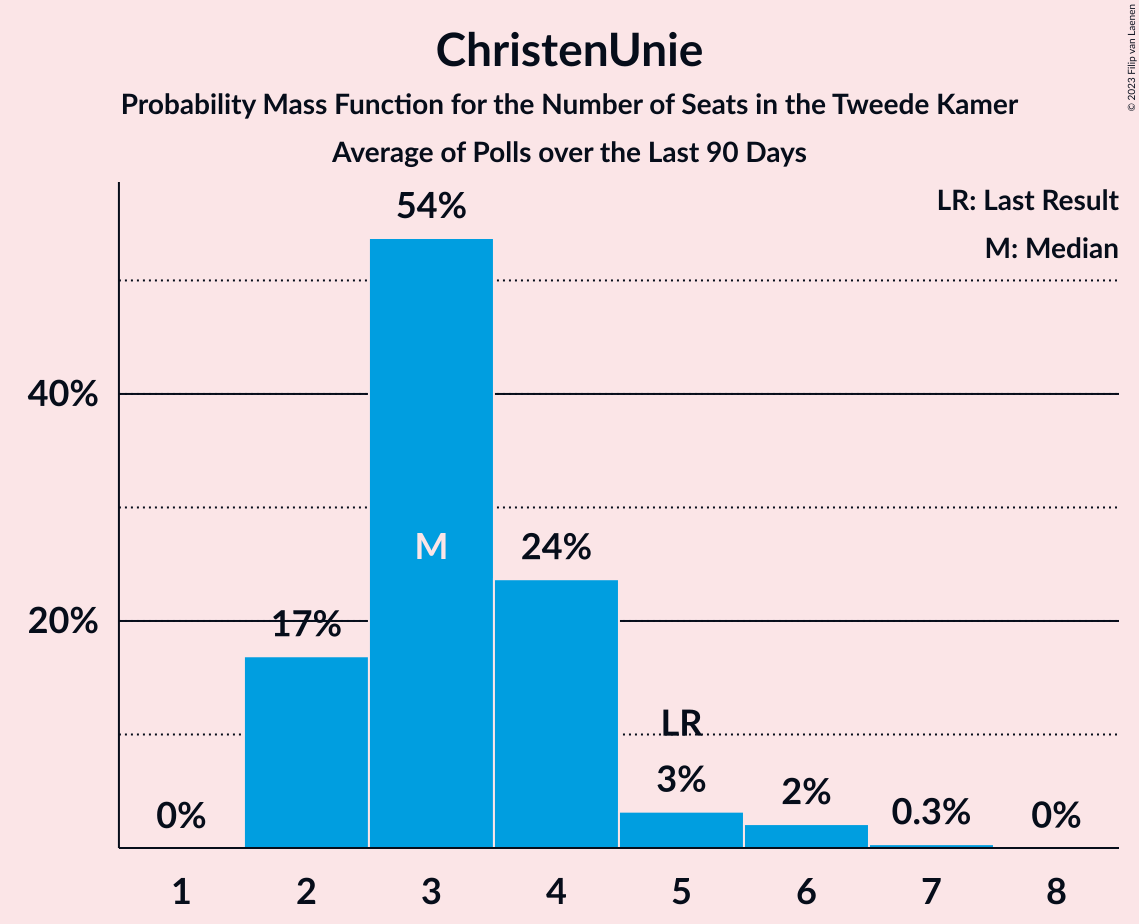 ChristenUnie
Probability Mass Function for the Number of Seats in the Tweede Kamer
Average of Polls over the Last 90 Days
© 2023 Filip van Laenen
LR: Last Result
M: Median
54%
40%
M
24%
20%
17%
LR
3%
2%
0.3%
0%
0%
1 2 3 4 5 6 7 8